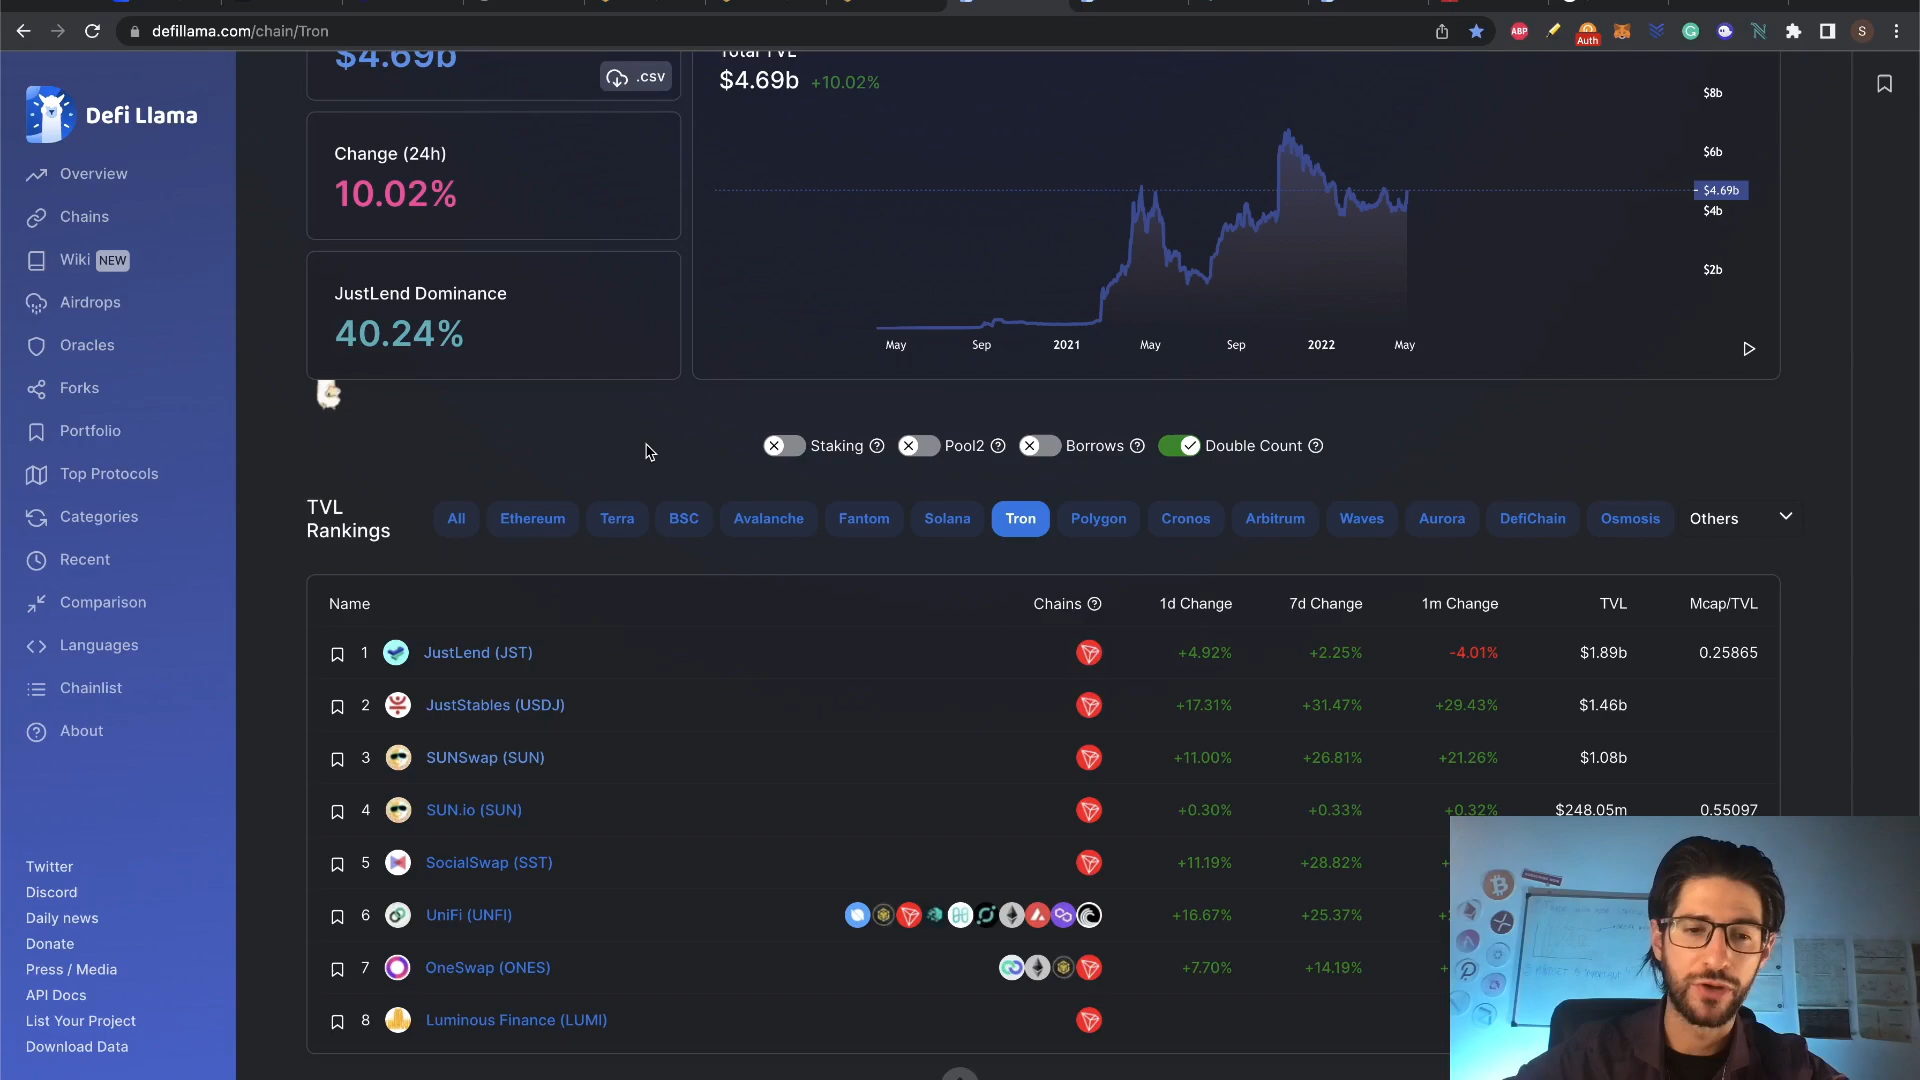 defillama.com/chain/Tron
ABP
Auth
S
Defi Llama
Overview
Chains
Wiki NEW
Airdrops
Oracles
Forks
Portfolio
Top Protocols
Categories
Recent
Comparison
Languages
Chainlist
About
Twitter
Discord
Daily news
Donate
Press / Media
API Docs
List Your Project
Download Data
$4.69b
.csv
Change (24h)
10.02%
JustLend Dominance
40.24%
Total TVL
$4.69b +10.02%
$8b
$6b
$4.69b
$4b
$2b
May Sep 2021 May Sep 2022 May
Staking Pool2 Borrows Double Count
TVL
Rankings
All Ethereum Terra BSC Avalanche Fantom Solana Tron Polygon Cronos Arbitrum Waves Aurora DefiChain Osmosis Others
Name Chains 1d Change 7d Change 1m Change TVL Mcap/TVL
1 JustLend (JST) +4.92% +2.25% -4.01% $1.89b 0.25865
2 JustStables (USDJ) +17.31% +31.47% +29.43% $1.46b
3 SUNSwap (SUN) +11.00% +26.81% +21.26% $1.08b
4 SUN.io (SUN) +0.30% +0.33% +0.32% $248.05m 0.55097
5 SocialSwap (SST) +11.19% +28.82%
6 UniFi (UNFI) +16.67% +25.37%
7 OneSwap (ONES) +7.70% +14.19%
8 Luminous Finance (LUMI)